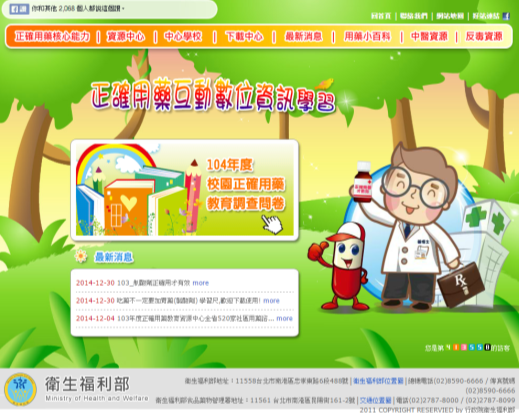 讚 你和其他 2,068 個人都說這個讚。
回首頁 | 聯絡我們 | 網站地圖 | 好站連結
正確用藥核心能力 | 資源中心 | 中心學校 | 下載中心 | 最新消息 | 用藥小百科 | 中醫資源 | 反毒資源
正確用藥互動數位資訊學習
104年度
校園正確用藥
教育調查問卷
最新消息
2014-12-30 103_制酸劑正確用才有效 more
2014-12-30 吃藥不一定要加胃藥(制酸劑) 學習單,歡迎下載使用! more
2014-12-04 103年度正確用藥教育資源中心全省520家社區用藥諮... more
Rx
您是第 413550 的訪客
衛生福利部
Ministry of Health and Welfare
衛生福利部地址：11558台北市南港區忠孝東路6段488號 | 衛生福利部位置圖 | 總機電話(02)8590-6666 / 傳真號碼
(02)8590-6666
衛生福利部食品藥物管理署地址：11561 台北市南港區昆陽街161-2號 | 交通位置圖 | 電話(02)2787-8000 / (02)2787-8099
2011 COPYRIGHT RESERVIED by 行政院衛生福利部